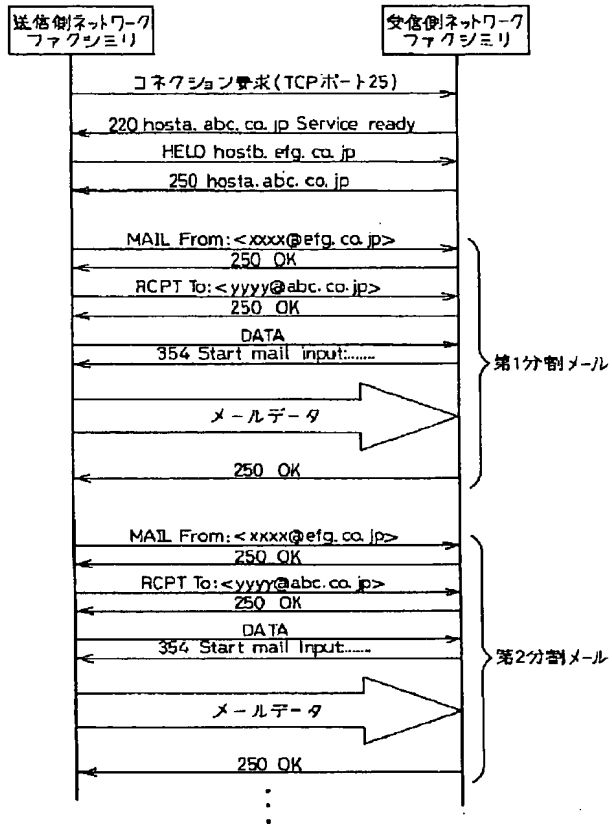 送信側ネットワーク
ファクシミリ
受信側ネットワーク
ファクシミリ
コネクション要求(TCPポート25)
220 hosta.abc.co.jp Service ready
HELO hostb.efg.co.jp
250 hosta.abc.co.jp
MAIL From:<xxxx@efg.co.jp>
250 OK
RCPT To:<yyyy@abc.co.jp>
250 OK
DATA
354 Start mail input:.......
メールデータ
250 OK
第1分割メール
MAIL From:<xxxx@efg.co.jp>
250 OK
RCPT To:<yyyy@abc.co.jp>
250 OK
DATA
354 Start mail Input:.......
メールデータ
250 OK
第2分割メール